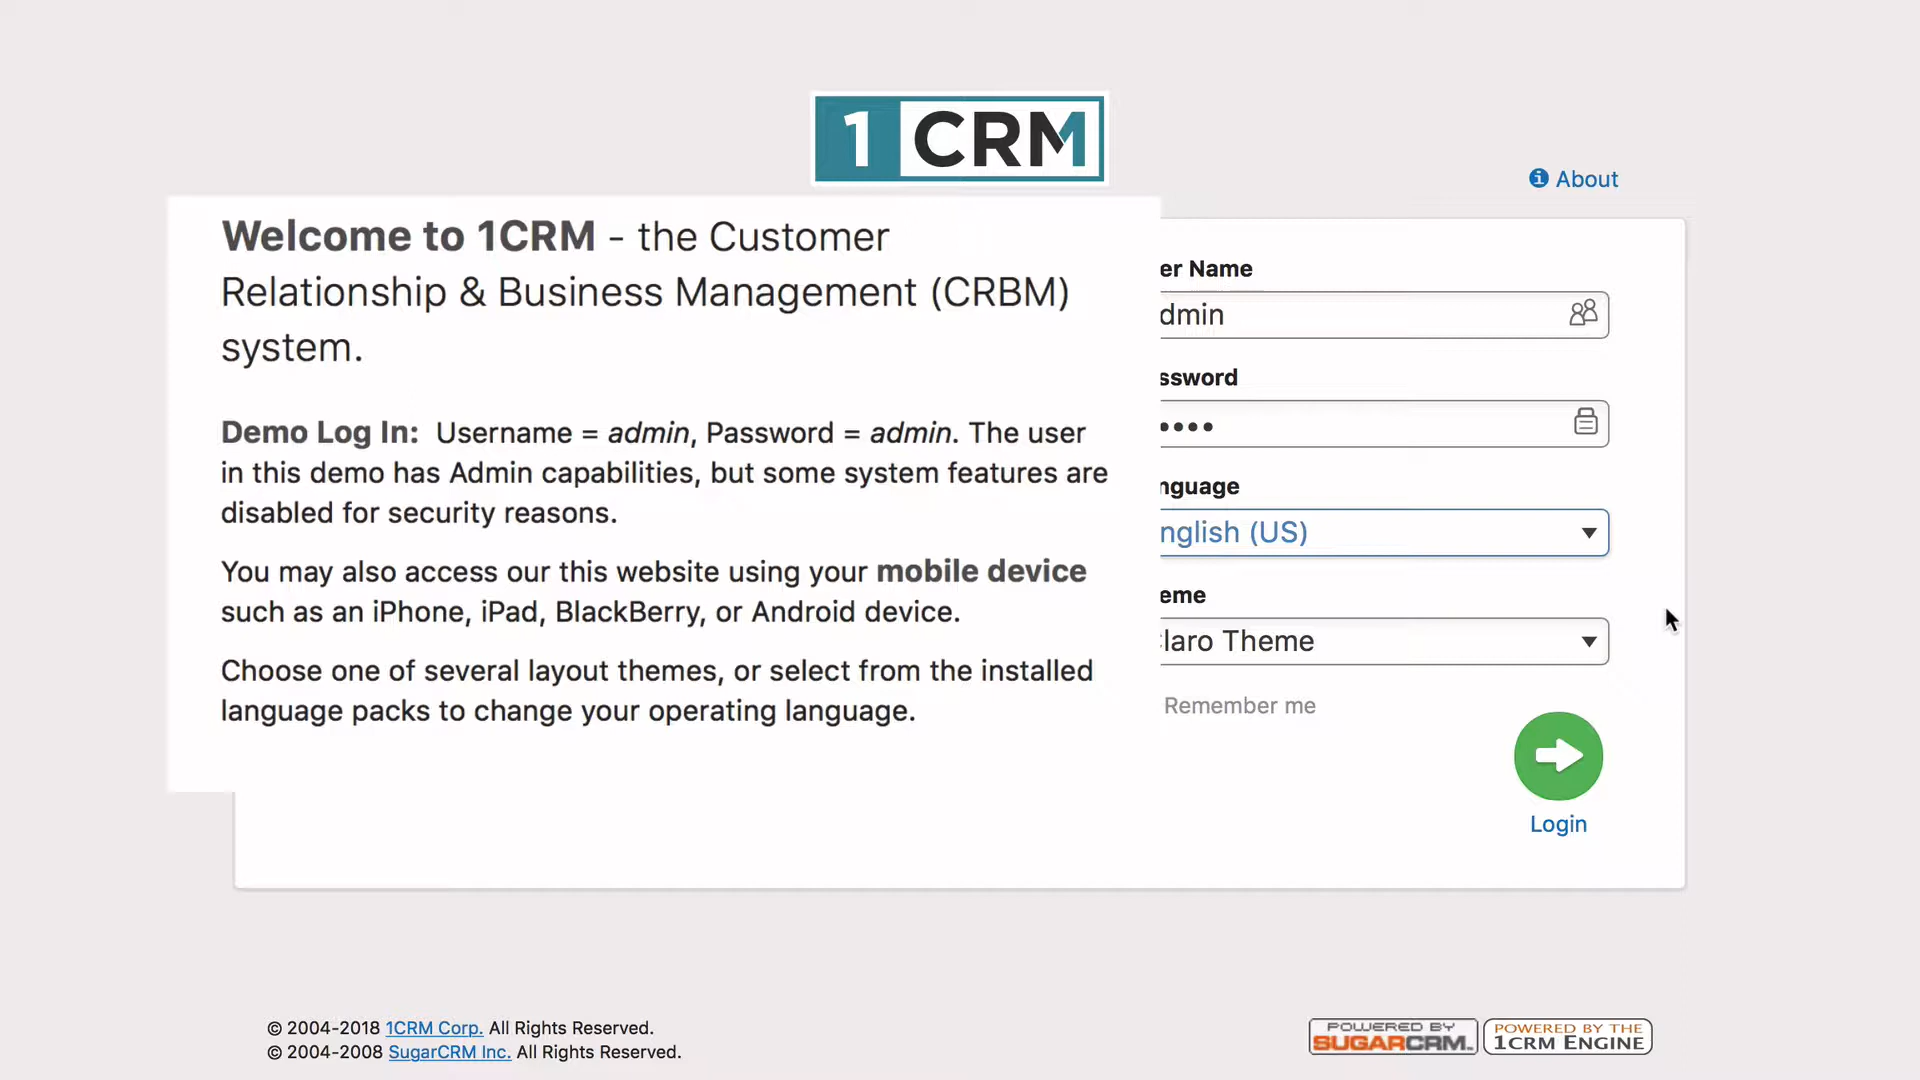 1 CRM
About
Welcome to 1CRM - the Customer
Relationship & Business Management (CRBM)
system.
Demo Log In: Username = admin, Password = admin. The user
in this demo has Admin capabilities, but some system features are
disabled for security reasons.
You may also access our this website using your mobile device
such as an iPhone, iPad, BlackBerry, or Android device.
Choose one of several layout themes, or select from the installed
language packs to change your operating language.
er Name
dmin
ssword
nguage
nglish (US)
eme
laro Theme
Remember me
Login
© 2004-2018 1CRM Corp. All Rights Reserved.
© 2004-2008 SugarCRM Inc. All Rights Reserved.
POWERED BY
SUGARCRM.
POWERED BY THE
1CRM ENGINE